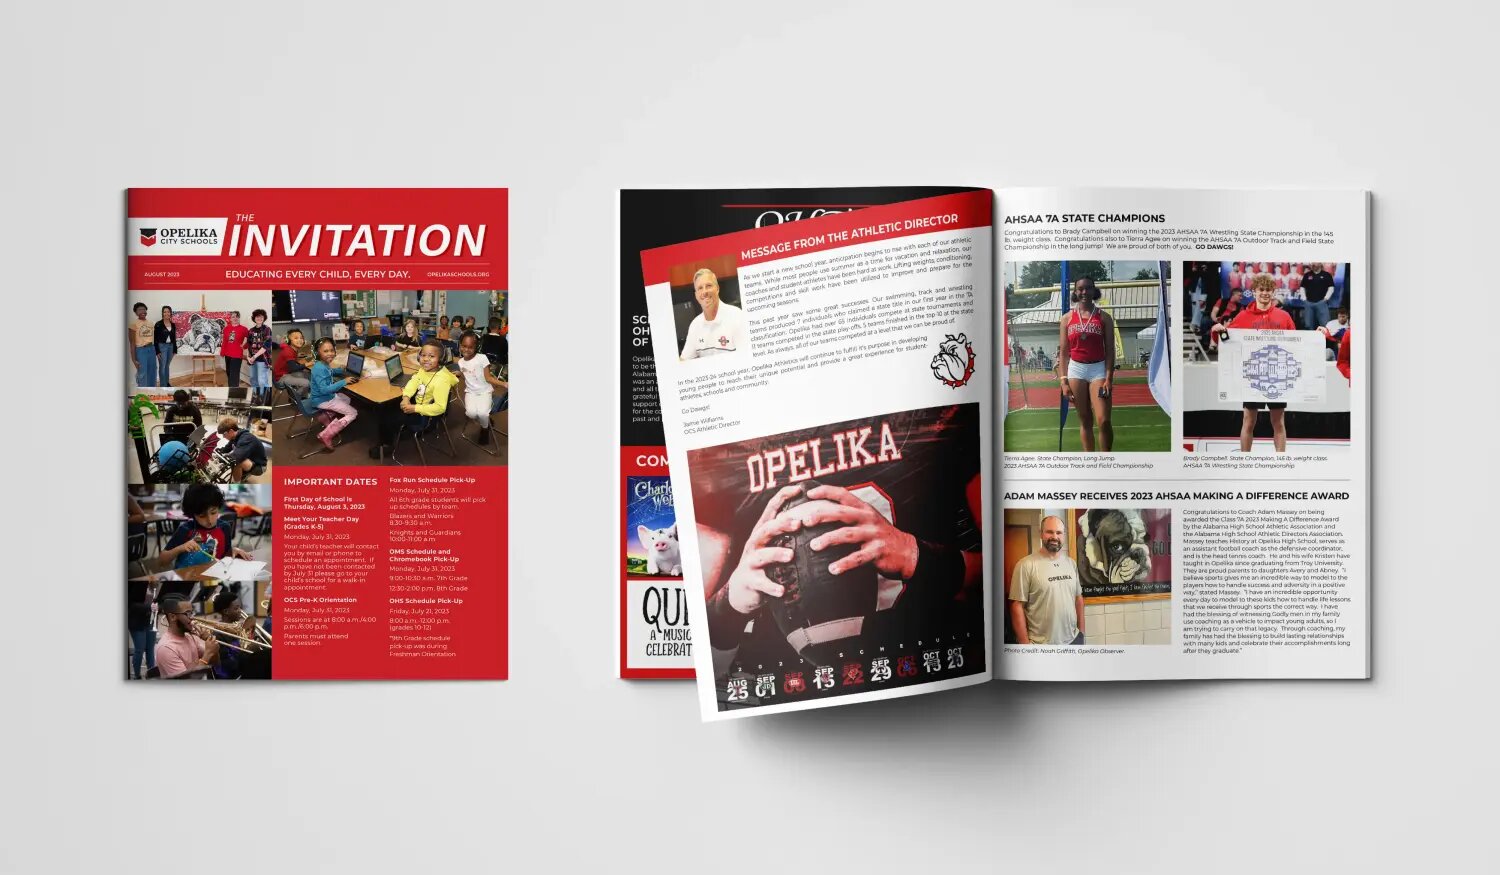 THE
INVITATION
OPELIKA
CITY SCHOOLS
AUGUST 2023
EDUCATING EVERY CHILD, EVERY DAY.
OPELIKASCHOOLS.ORG
IMPORTANT DATES
First Day of School is
Thursday, August 3, 2023
Meet Your Teacher Day
(Grades K-5)
Monday, July 31, 2023
Your child's teacher will contact
you by email or phone to
schedule an appointment. If
you have not been contacted
by July 31 please go to your
child's school for a walk-in
appointment.
OCS Pre-K Orientation
Monday, July 31, 2023
Sessions are at 8:00 a.m./4:00
p.m./6:00 p.m.
Parents must attend
one session.
Fox Run Schedule Pick-Up
Monday, July 31, 2023
All 6th grade students will pick
up schedules by team.
Blazers and Warriors
8:30-9:30 a.m.
Knights and Guardians
10:00-11:00 a.m
OMS Schedule and
Chromebook Pick-Up
Monday, July 31, 2023
9:00-10:30 a.m. 7th Grade
12:30-2:00 p.m. 8th Grade
OHS Schedule Pick-Up
Friday, July 21, 2023
8:00 a.m.-12:00 p.m.
(grades 10-12)
*9th Grade schedule
pick-up was during
Freshman Orientation
OF
Opelika
to be th
Alabam
was an
and all t
grateful
support
for the co
past and
COM
Charlo
We
QU
A MUSIC
CELEBRAT
MESSAGE FROM THE ATHLETIC DIRECTOR
As we start a new school year, anticipation begins to rise with each of our athletic
teams. While most people use summer as a time for vacation and relaxation, our
coaches and student-athletes have been hard at work. Lifting weights, conditioning,
competitions and skill work have been utilized to improve and prepare for the
upcoming seasons.
This past year saw some great successes. Our swimming, track and wrestling
teams produced 7 individuals who claimed a state title in our first year in the 7A
classification. Opelika had over 65 individuals compete at state tournaments and
11 teams competed in the state play-offs. 5 teams finished in the top 10 at the state
level. As always, all of our teams competed at a level that we can be proud of.
In the 2023-24 school year, Opelika Athletics will continue to fulfill it's purpose in developing
young people to reach their unique potential and provide a great experience for student-
athletes, schools and community.
Go Dawgs!
Jamie Williams
OCS Athletic Director
OPELIKA
2023 SCHEDULE
AUG 25
SEP 01
SEP
SEP 15
SEP 22
SEP 29
OCT 13
OCT 20
AHSAA 7A STATE CHAMPIONS
Congratulations to Brady Campbell on winning the 2023 AHSAA 7A Wrestling State Championship in the 145
lb. weight class. Congratulations also to Tierra Agee on winning the AHSAA 7A Outdoor Track and Field State
Championship in the long jump! We are proud of both of you. GO DAWGS!
Tierra Agee. State Champion, Long Jump.
2023 AHSAA 7A Outdoor Track and Field Championship
STATE WRESTLING TOURNAMENT
Brady Campbell. State Champion, 145 lb. weight class.
AHSAA 7A Wrestling State Championship
ADAM MASSEY RECEIVES 2023 AHSAA MAKING A DIFFERENCE AWARD
OPELIKA
Photo Credit: Noah Griffith, Opelika Observer.
Congratulations to Coach Adam Massey on being
awarded the Class 7A 2023 Making A Difference Award
by the Alabama High School Athletic Association and
the Alabama High School Athletic Directors Association.
Massey teaches History at Opelika High School, serves as
an assistant football coach as the defensive coordinator,
and is the head tennis coach. He and his wife Kristen have
taught in Opelika since graduating from Troy University.
They are proud parents to daughters Avery and Abney. "I
believe sports give me an incredible way to model to the
players how to handle success and adversity in a positive
way," stated Massey. "I have an incredible opportunity
every day to model to these kids how to handle life lessons
that we receive through sports the correct way. I have
had the blessing of witnessing Godly men in my family
use coaching as a vehicle to impact young adults, so I
am trying to carry on that legacy. Through coaching, my
family has had the blessing to build lasting relationships
with many kids and celebrate their accomplishments long
after they graduate."